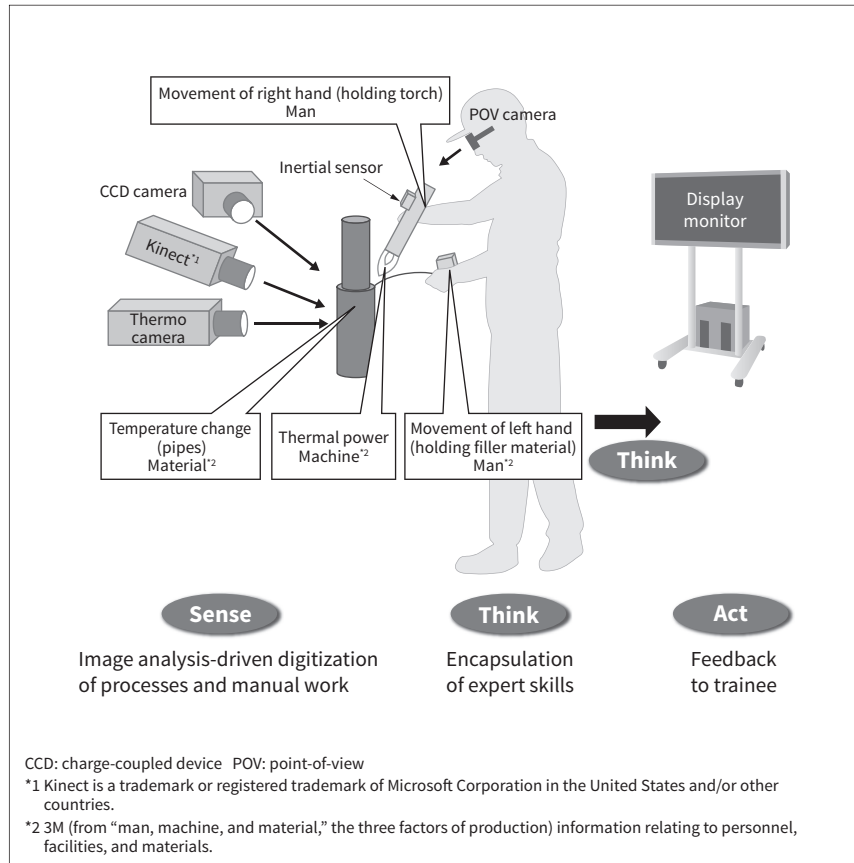 Movement of right hand (holding torch)
Man
POV camera
Inertial sensor
CCD camera
Kinect*1
Thermo
camera
Display
monitor
Temperature change
(pipes)
Material*2
Thermal power
Machine*2
Movement of left hand
(holding filler material)
Man*2
Think
Sense
Think
Act
Image analysis-driven digitization
of processes and manual work
Encapsulation
of expert skills
Feedback
to trainee
CCD: charge-coupled device POV: point-of-view
*1 Kinect is a trademark or registered trademark of Microsoft Corporation in the United States and/or other
countries.
*2 3M (from “man, machine, and material,” the three factors of production) information relating to personnel,
facilities, and materials.